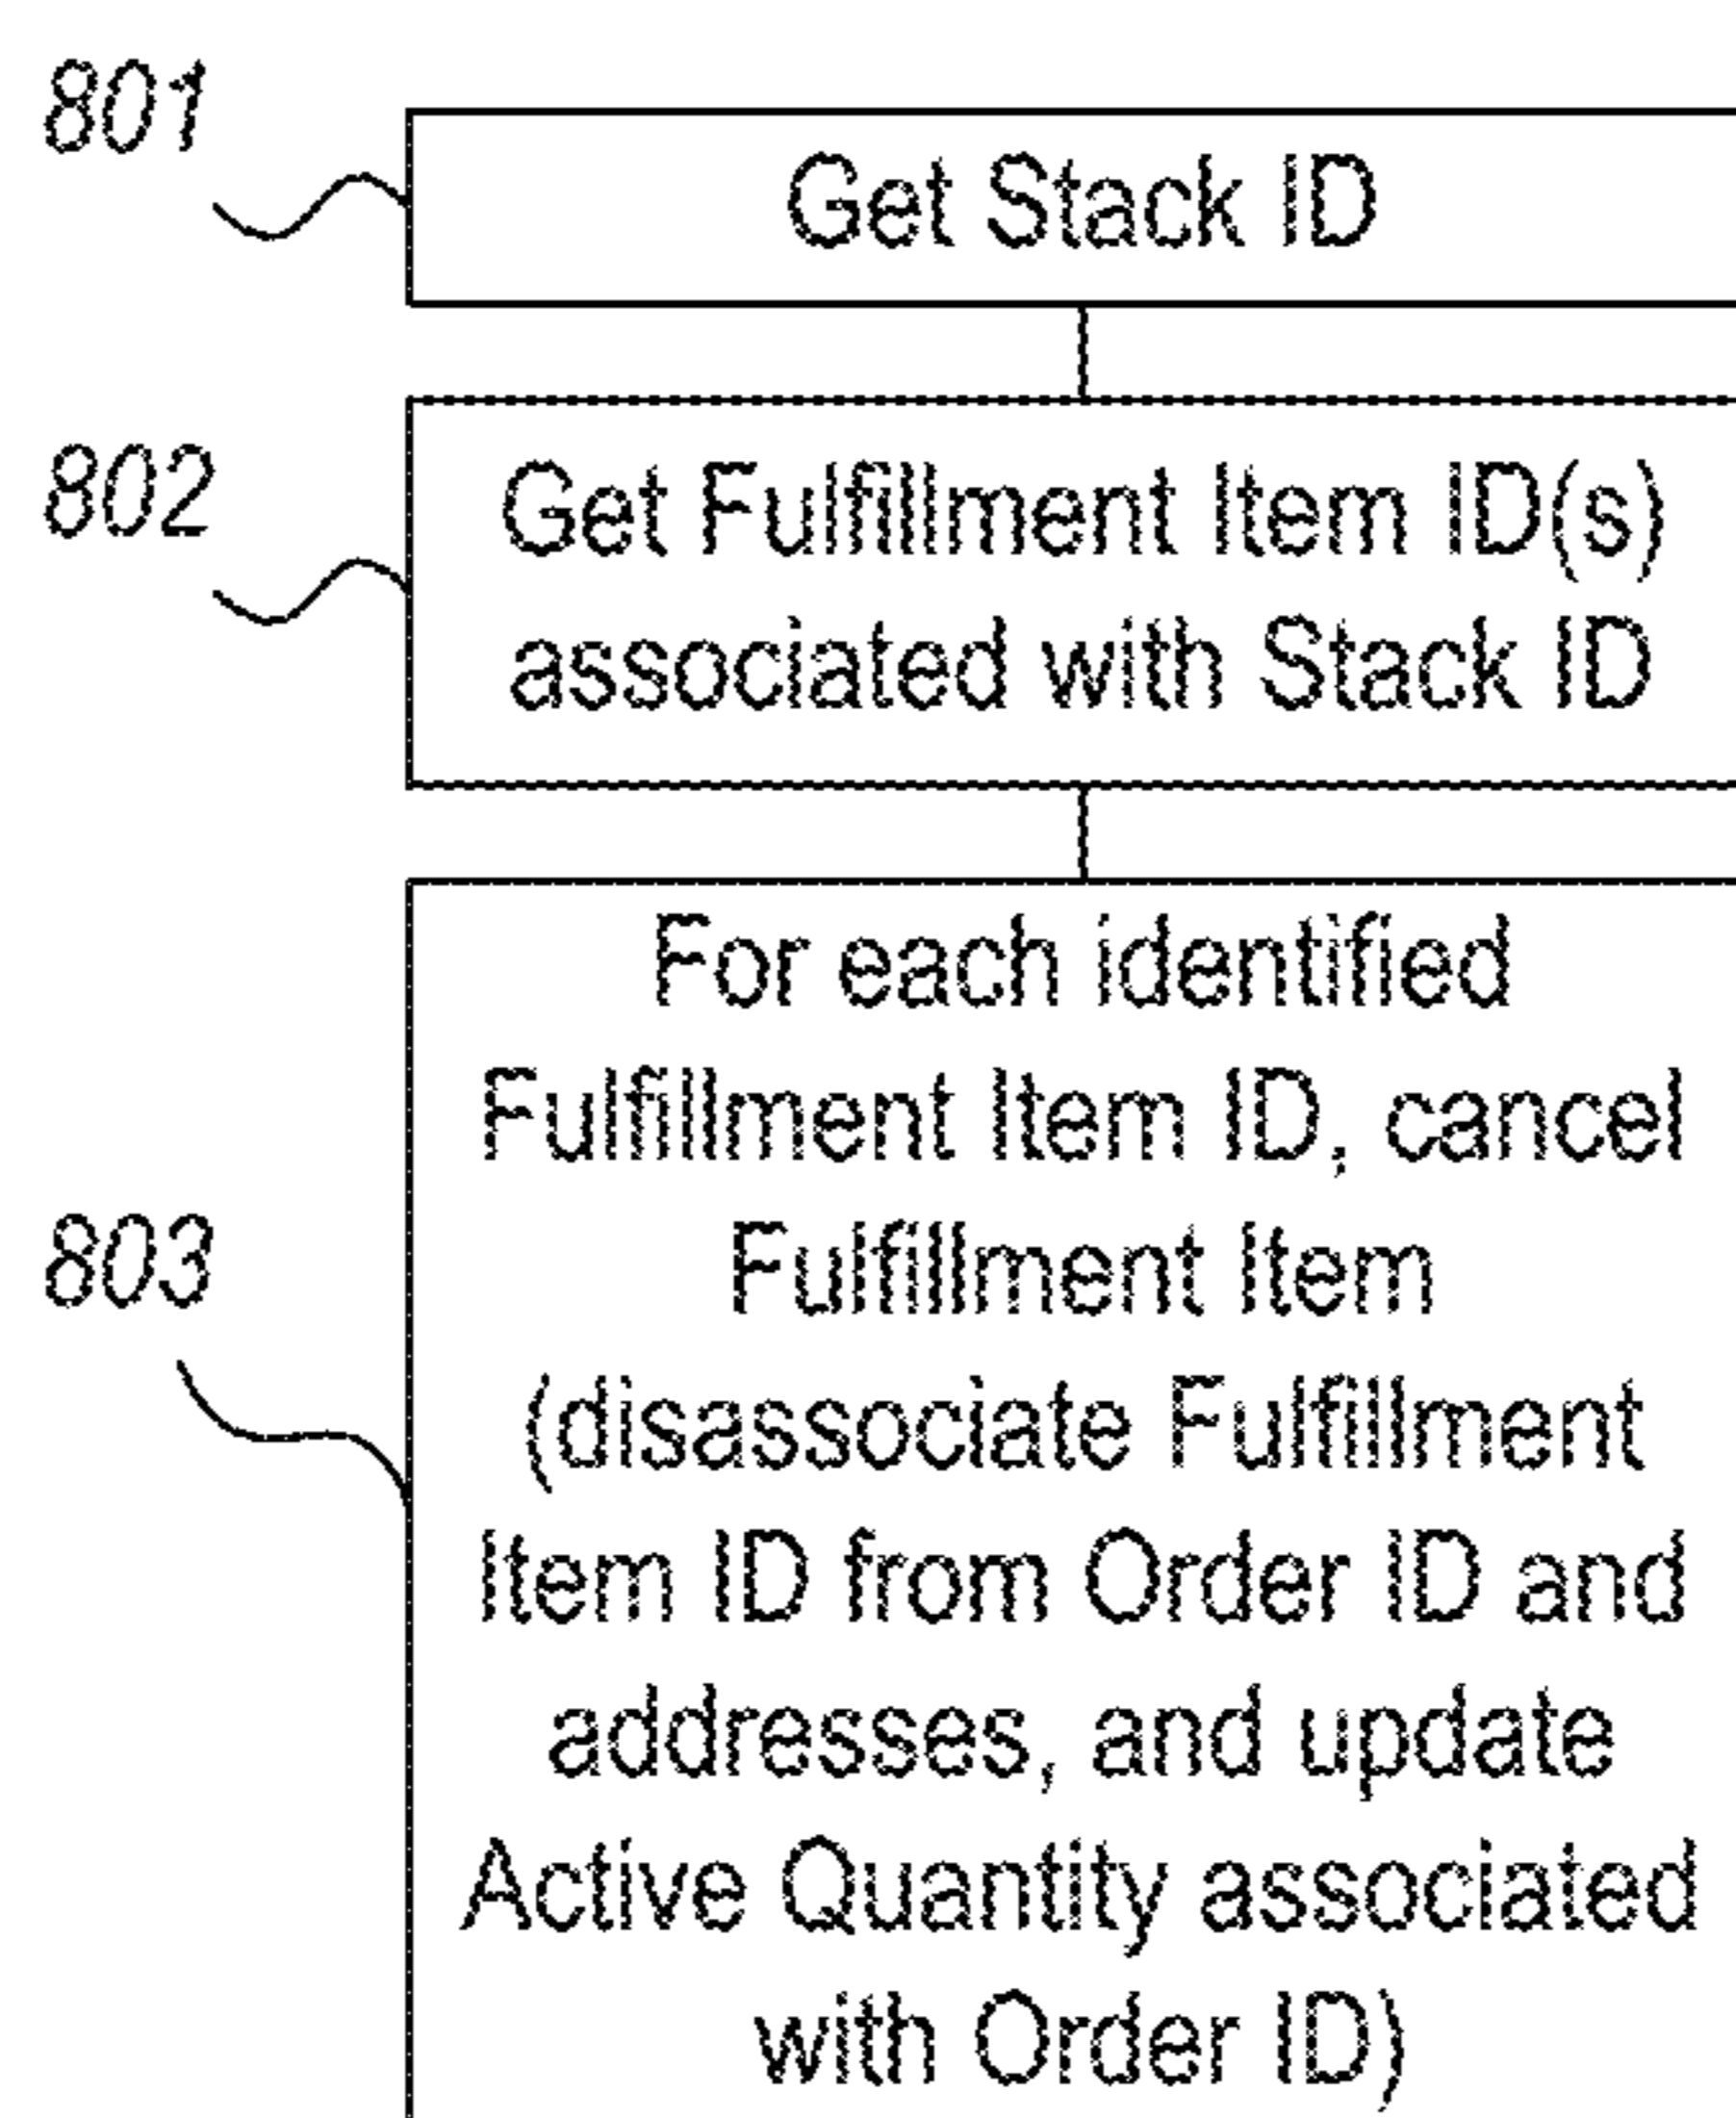 801
Get Stack ID
802
Get Fulfillment Item ID(s)
associated with Stack ID
803
For each identified
Fulfillment Item ID, cancel
Fulfillment Item
(disassociate Fulfillment
Item ID from Order ID and
addresses, and update
Active Quantity associated
with Order ID)